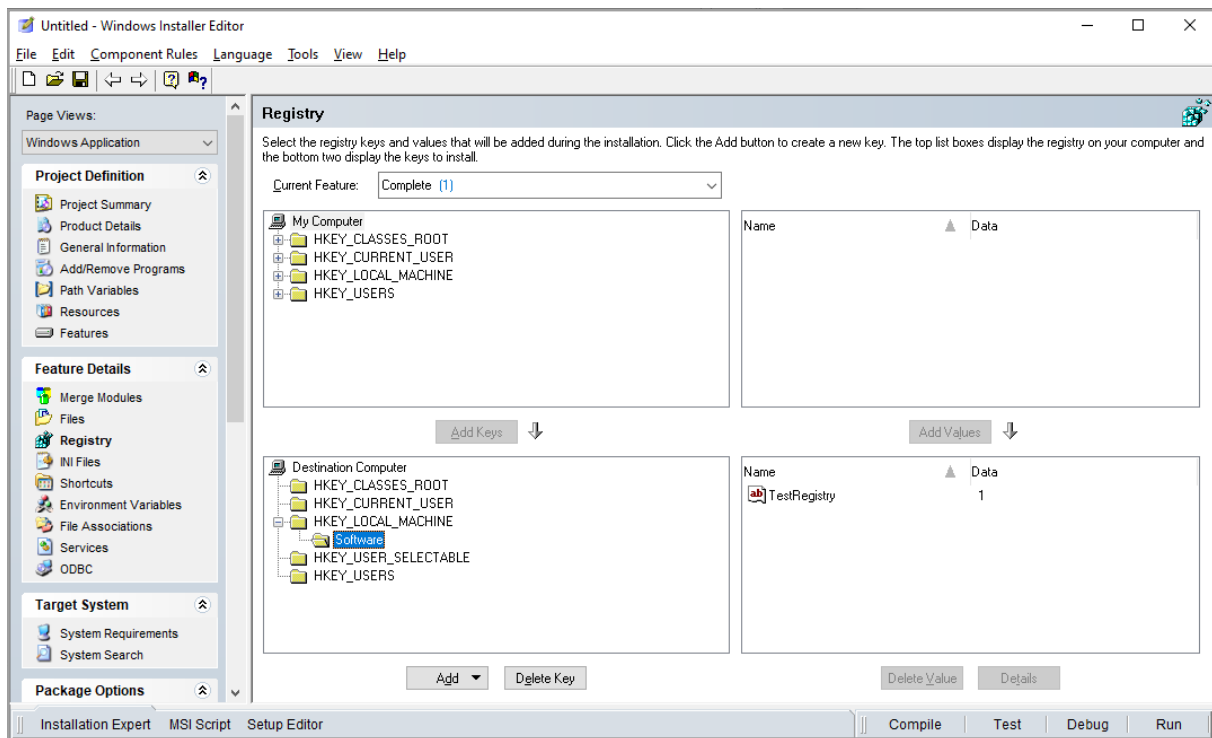 Untitled - Windows Installer Editor
File Edit Component Rules Language Tools View Help
Page Views:
Windows Application
Project Definition
Project Summary
Product Details
General Information
Add/Remove Programs
Path Variables
Resources
Features
Feature Details
Merge Modules
Files
Registry
INI Files
Shortcuts
Environment Variables
File Associations
Services
ODBC
Target System
System Requirements
System Search
Package Options
Registry
Select the registry keys and values that will be added during the installation. Click the Add button to create a new key. The top list boxes display the registry on your computer and
the bottom two display the keys to install.
Current Feature: Complete (1)
My Computer
HKEY_CLASSES_ROOT
HKEY_CURRENT_USER
HKEY_LOCAL_MACHINE
HKEY_USERS
Name Data
Add Keys Add Values
Destination Computer
HKEY_CLASSES_ROOT
HKEY_CURRENT_USER
HKEY_LOCAL_MACHINE
Software
HKEY_USER_SELECTABLE
HKEY_USERS
Name Data
ab TestRegistry 1
Add Delete Key Delete Value Details
Installation Expert MSI Script Setup Editor Compile Test Debug Run